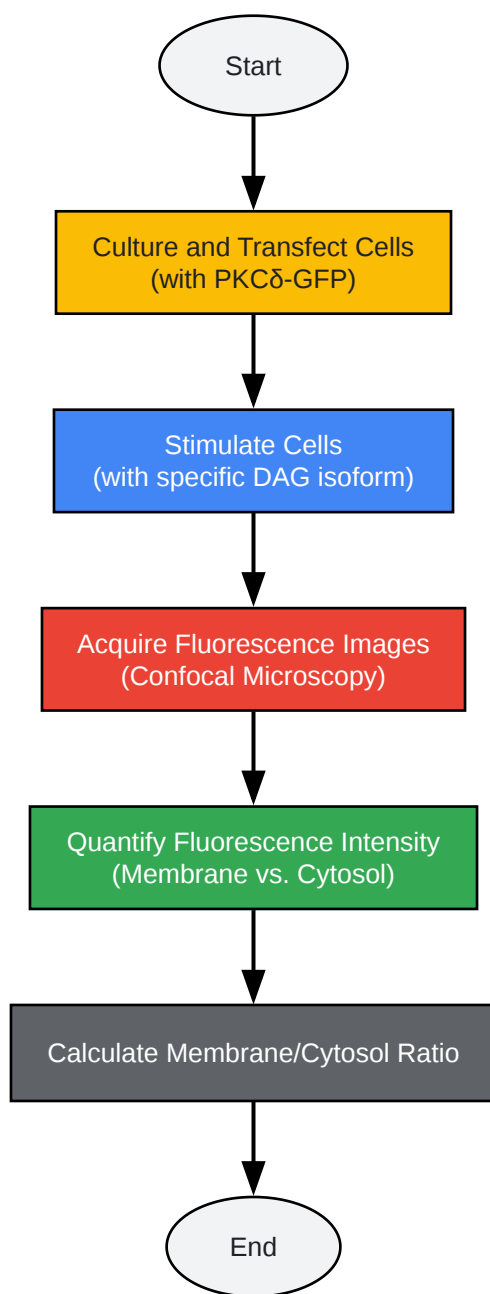 Start
Culture and Transfect Cells
(with PKCδ-GFP)
Stimulate Cells
(with specific DAG isoform)
Acquire Fluorescence Images
(Confocal Microscopy)
Quantify Fluorescence Intensity
(Membrane vs. Cytosol)
Calculate Membrane/Cytosol Ratio
End